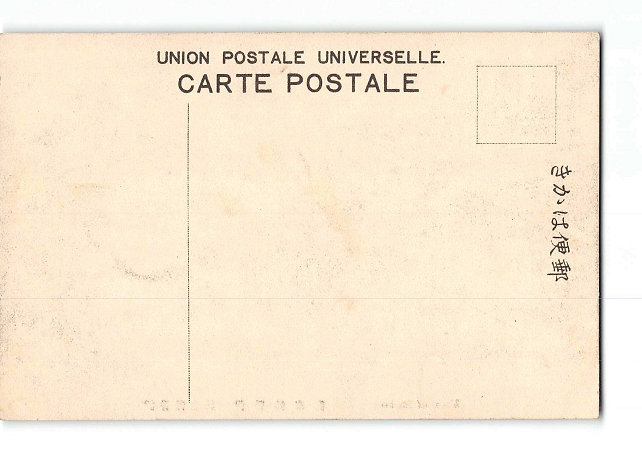 UNION POSTALE UNIVERSELLE.
CARTE POSTALE
郵便はかき